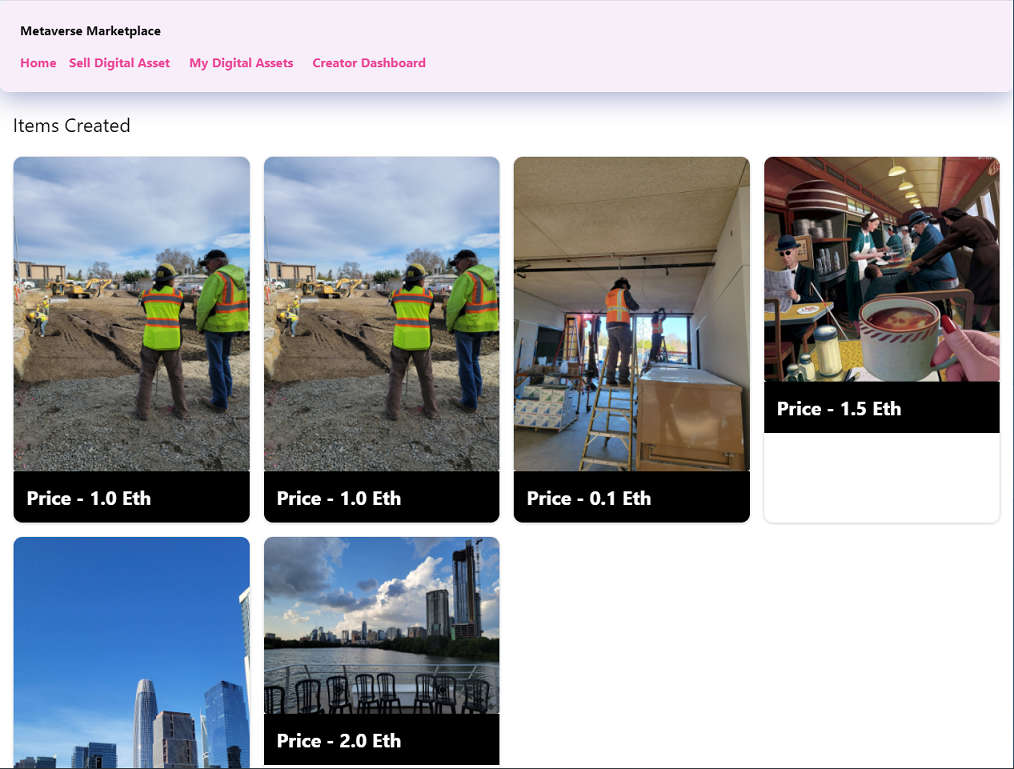 Metaverse Marketplace
Home Sell Digital Asset My Digital Assets Creator Dashboard
Items Created
Price - 1.0 Eth
Price - 1.0 Eth
Price - 0.1 Eth
Price - 1.5 Eth
Price - 2.0 Eth